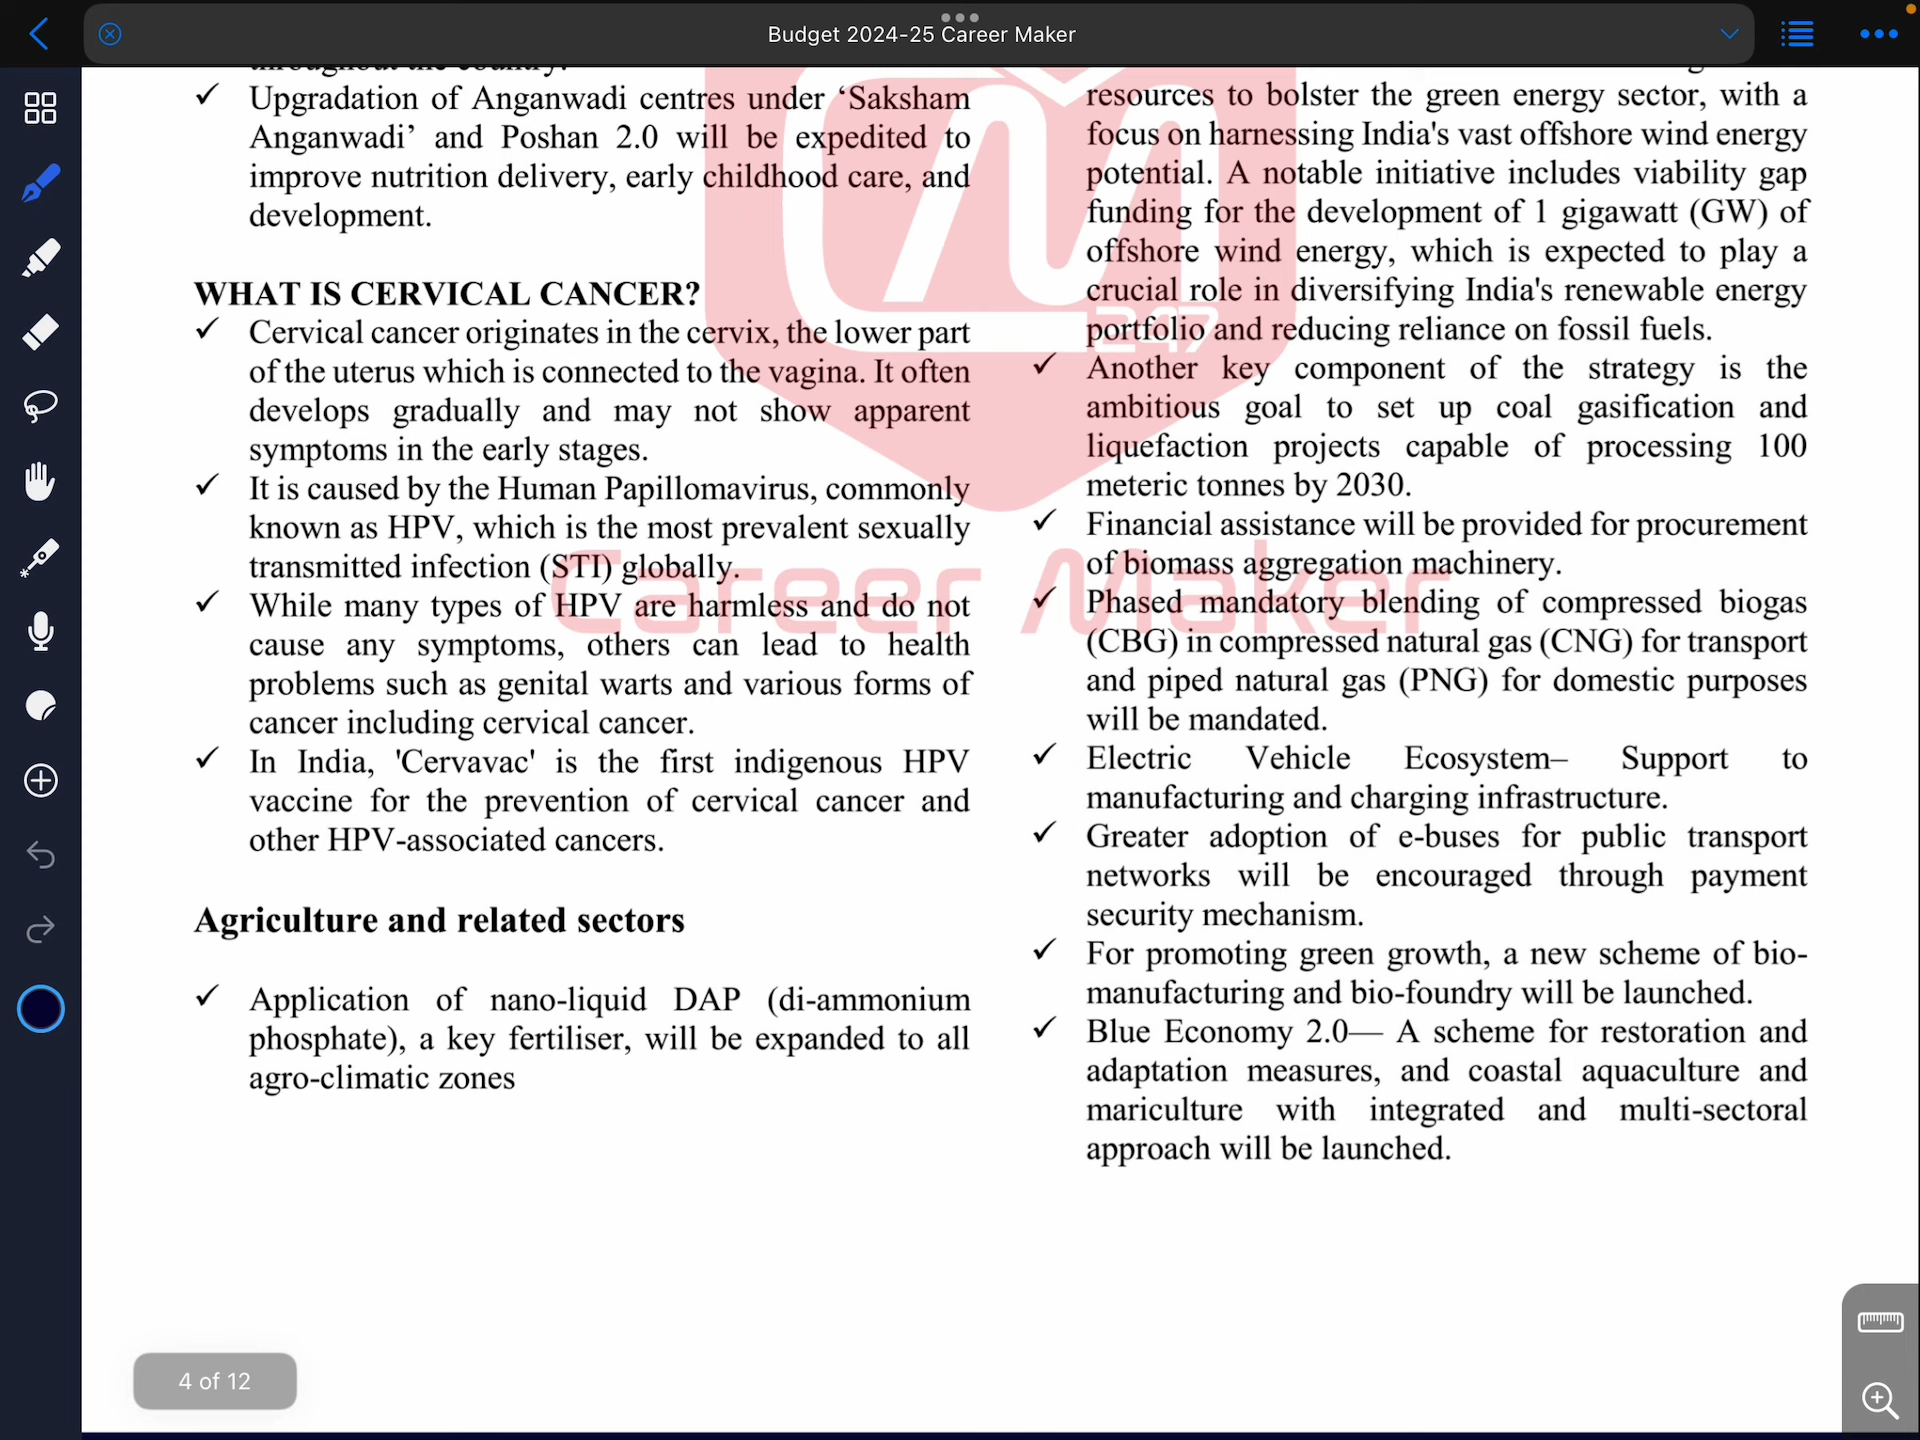 Budget 2024-25 Career Maker
throughout the country.
✓ Upgradation of Anganwadi centres under ‘Saksham
Anganwadi’ and Poshan 2.0 will be expedited to
improve nutrition delivery, early childhood care, and
development.
WHAT IS CERVICAL CANCER?
✓ Cervical cancer originates in the cervix, the lower part
of the uterus which is connected to the vagina. It often
develops gradually and may not show apparent
symptoms in the early stages.
✓ It is caused by the Human Papillomavirus, commonly
known as HPV, which is the most prevalent sexually
transmitted infection (STI) globally.
✓ While many types of HPV are harmless and do not
cause any symptoms, others can lead to health
problems such as genital warts and various forms of
cancer including cervical cancer.
✓ In India, 'Cervavac' is the first indigenous HPV
vaccine for the prevention of cervical cancer and
other HPV-associated cancers.
Agriculture and related sectors
✓ Application of nano-liquid DAP (di-ammonium
phosphate), a key fertiliser, will be expanded to all
agro-climatic zones
resources to bolster the green energy sector, with a
focus on harnessing India's vast offshore wind energy
potential. A notable initiative includes viability gap
funding for the development of 1 gigawatt (GW) of
offshore wind energy, which is expected to play a
crucial role in diversifying India's renewable energy
portfolio and reducing reliance on fossil fuels.
✓ Another key component of the strategy is the
ambitious goal to set up coal gasification and
liquefaction projects capable of processing 100
meteric tonnes by 2030.
✓ Financial assistance will be provided for procurement
of biomass aggregation machinery.
✓ Phased mandatory blending of compressed biogas
(CBG) in compressed natural gas (CNG) for transport
and piped natural gas (PNG) for domestic purposes
will be mandated.
✓ Electric Vehicle Ecosystem– Support to
manufacturing and charging infrastructure.
✓ Greater adoption of e-buses for public transport
networks will be encouraged through payment
security mechanism.
✓ For promoting green growth, a new scheme of bio-
manufacturing and bio-foundry will be launched.
✓ Blue Economy 2.0— A scheme for restoration and
adaptation measures, and coastal aquaculture and
mariculture with integrated and multi-sectoral
approach will be launched.
247
Career Maker
4 of 12